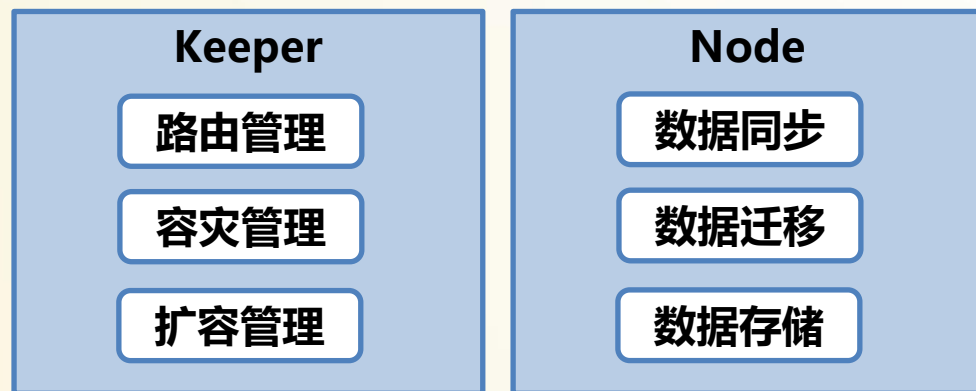 Keeper
路由管理
容灾管理
扩容管理
Node
数据同步
数据迁移
数据存储